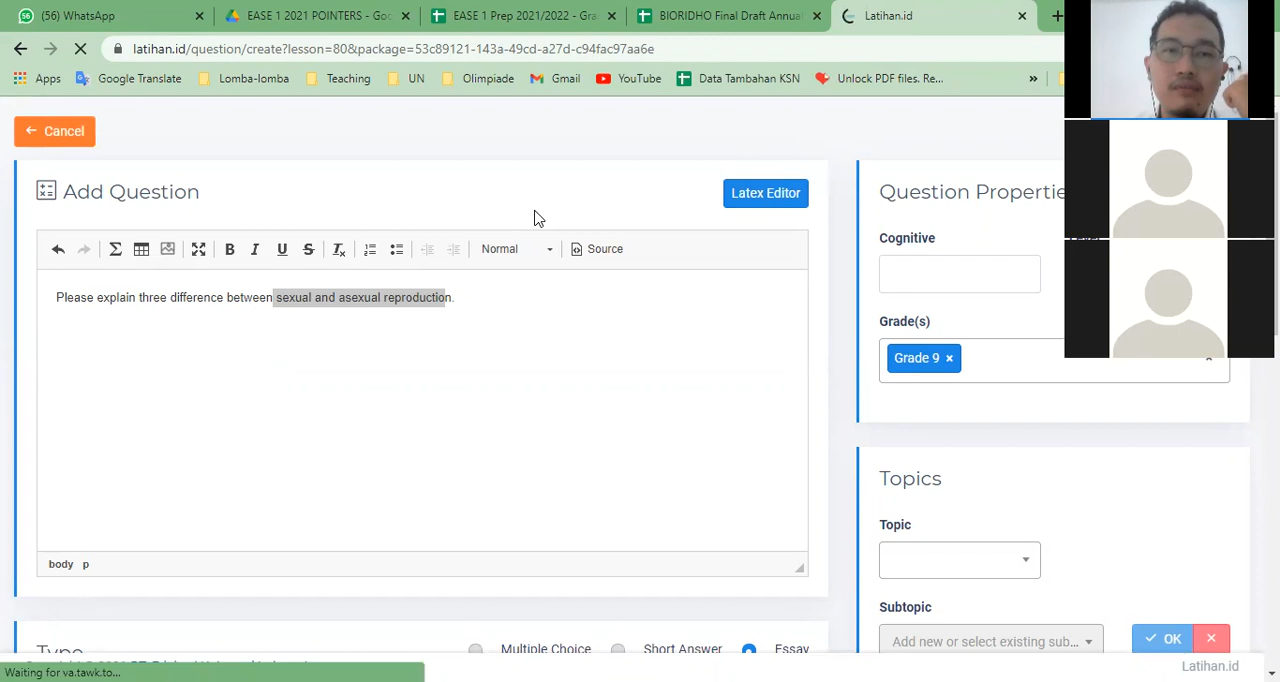 (56) WhatsApp
EASE 1 2021 POINTERS - Goo
EASE 1 Prep 2021/2022 - Gra
BIORIDHO Final Draft Annual
Latihan.id
latihan.id/question/create?lesson=80&package=53c89121-143a-49cd-a27d-c94fac97aa6e
Apps
Google Translate
Lomba-lomba
Teaching
UN
Olimpiade
Gmail
YouTube
Data Tambahan KSN
Unlock PDF files. Re...
»
← Cancel
Add Question
Latex Editor
Normal
Source
Please explain three difference between sexual and asexual reproduction.
body p
Type
Multiple Choice
Short Answer
Essay
Question Propertie
Cognitive
Grade(s)
Grade 9 ×
Topics
Topic
Subtopic
Add new or select existing sub...
OK
Latihan.id
Waiting for va.tawk.to...